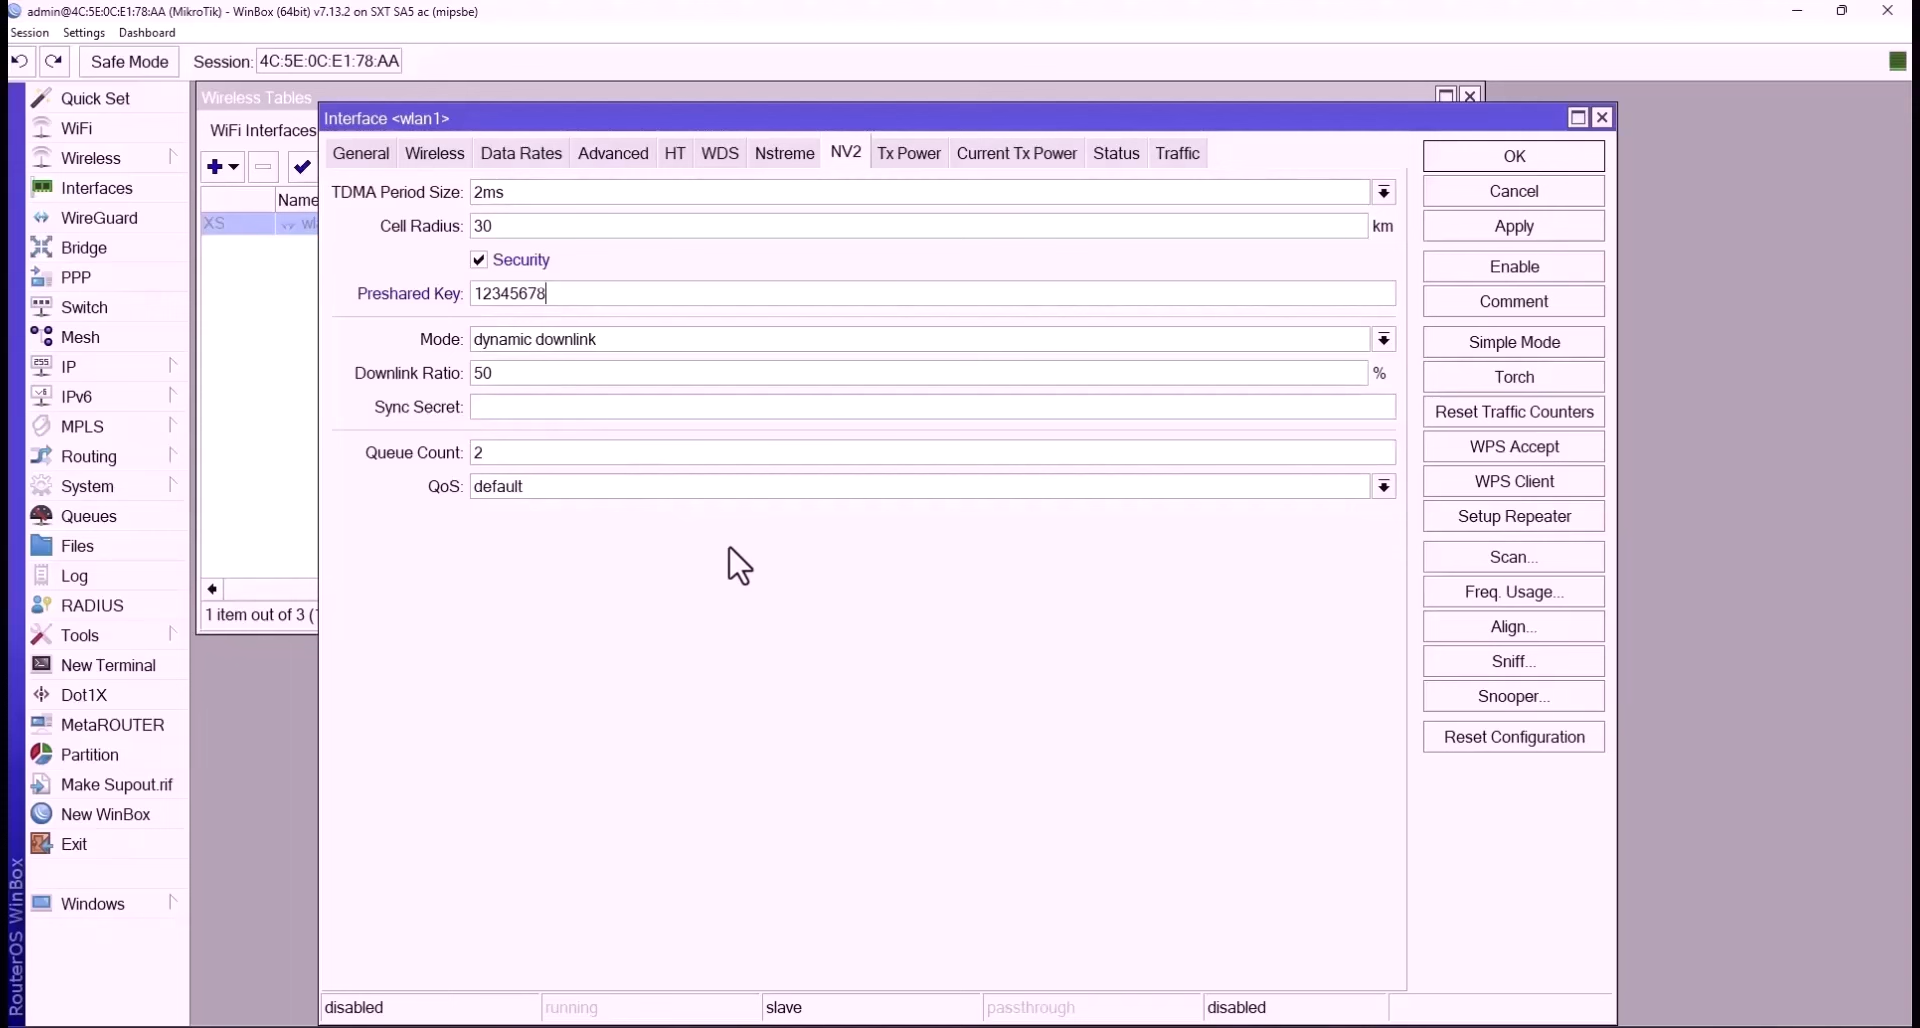 admin@4C:5E:0C:E1:78:AA (MikroTik) - WinBox (64bit) v7.13.2 on SXT SA5 ac (mipsbe)
Session Settings Dashboard
Safe Mode Session: 4C:5E:0C:E1:78:AA
Quick Set
WiFi
Wireless
Interfaces
WireGuard
Bridge
PPP
Switch
Mesh
IP
IPv6
MPLS
Routing
System
Queues
Files
Log
RADIUS
Tools
New Terminal
Dot1X
MetaROUTER
Partition
Make Supout.rif
New WinBox
Exit
Windows
RouterOS WinBox
Wireless Tables
WiFi Interfaces
Name
XS
1 item out of 3
Interface <wlan1>
General Wireless Data Rates Advanced HT WDS Nstreme NV2 Tx Power Current Tx Power Status Traffic
TDMA Period Size: 2ms
Cell Radius: 30 km
Security
Preshared Key: 12345678
Mode: dynamic downlink
Downlink Ratio: 50 %
Sync Secret:
Queue Count: 2
QoS: default
OK
Cancel
Apply
Enable
Comment
Simple Mode
Torch
Reset Traffic Counters
WPS Accept
WPS Client
Setup Repeater
Scan...
Freq. Usage...
Align...
Sniff...
Snooper...
Reset Configuration
disabled running slave passthrough disabled